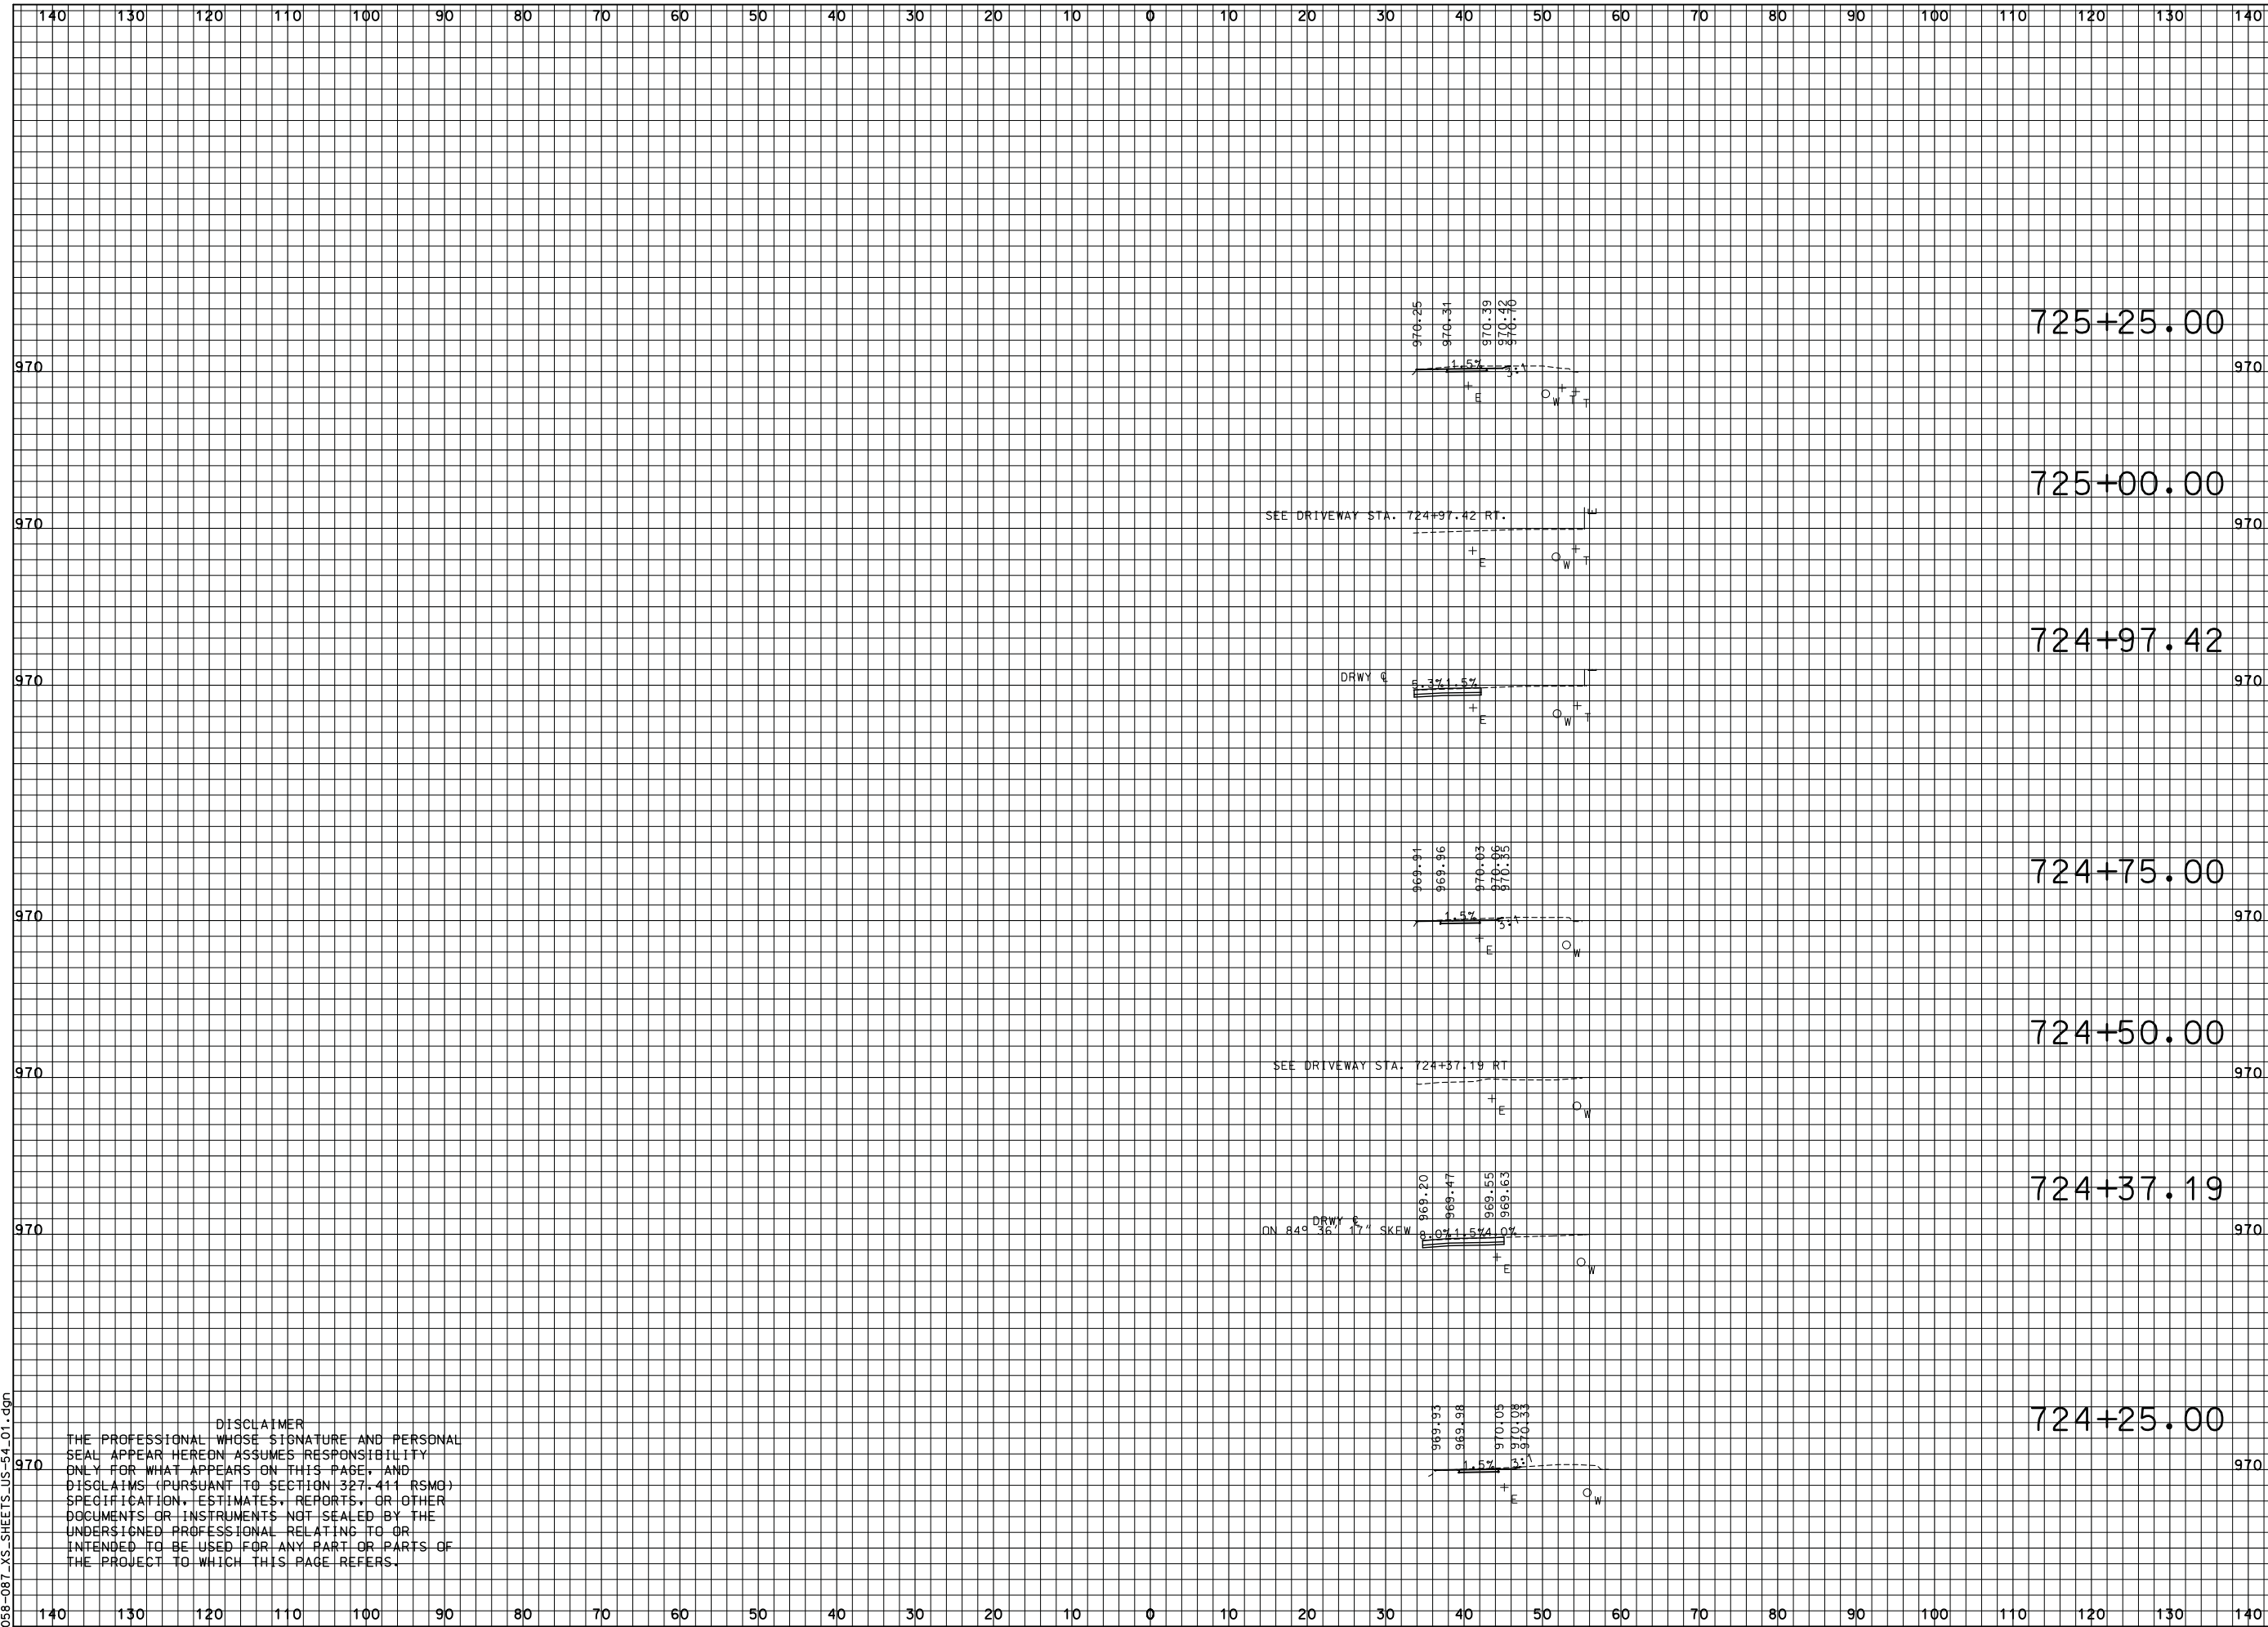 140 130 120 110 100 90 80 70 60 50 40 30 20 10 0 10 20 30 40 50 60 70 80 90 100 110 120 130 140
970.25 970.31 970.39 970.42 970.70
725+25.00
970 1.5% 3:1 970
E W T T
725+00.00
SEE DRIVEWAY STA. 724+97.42 RT. E
970 970
E W T
724+97.42
DRWY ℄ T
970 5.3% 1.5% 970
E W T
969.91 969.96 970.03 970.06 970.35
724+75.00
970 1.5% 3:1 970
E W
724+50.00
SEE DRIVEWAY STA. 724+37.19 RT
970 970
E W
969.20 969.47 969.55 969.63
724+37.19
DRWY ℄
ON 84° 36' 17" SKEW
970 8.0% 1.5% 4.0% 970
E W
969.93 969.98 970.05 970.08 970.33
724+25.00
970 1.5% 3:1 970
E W
DISCLAIMER
THE PROFESSIONAL WHOSE SIGNATURE AND PERSONAL
SEAL APPEAR HEREON ASSUMES RESPONSIBILITY
ONLY FOR WHAT APPEARS ON THIS PAGE, AND
DISCLAIMS (PURSUANT TO SECTION 327.411 RSMO)
SPECIFICATION, ESTIMATES, REPORTS, OR OTHER
DOCUMENTS OR INSTRUMENTS NOT SEALED BY THE
UNDERSIGNED PROFESSIONAL RELATING TO OR
INTENDED TO BE USED FOR ANY PART OR PARTS OF
THE PROJECT TO WHICH THIS PAGE REFERS.
058-087_XS_SHEETS_US-54_01.dgn
140 130 120 110 100 90 80 70 60 50 40 30 20 10 0 10 20 30 40 50 60 70 80 90 100 110 120 130 140